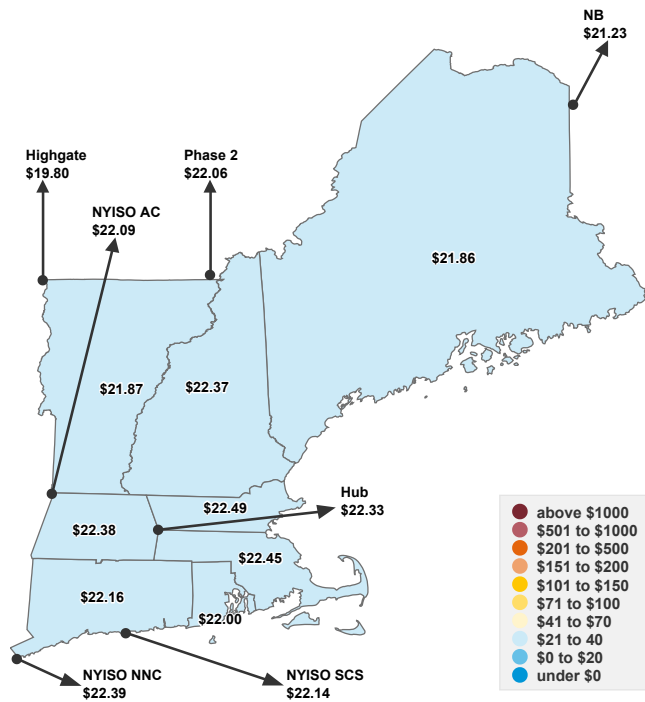 NB
$21.23
Highgate
$19.80
Phase 2
$22.06
NYISO AC
$22.09
$21.86
$21.87
$22.37
Hub
$22.33
$22.49
$22.38
$22.45
$22.16
$22.00
NYISO NNC
$22.39
NYISO SCS
$22.14
above $1000
$501 to $1000
$201 to $500
$151 to $200
$101 to $150
$71 to $100
$41 to $70
$21 to 40
$0 to $20
under $0